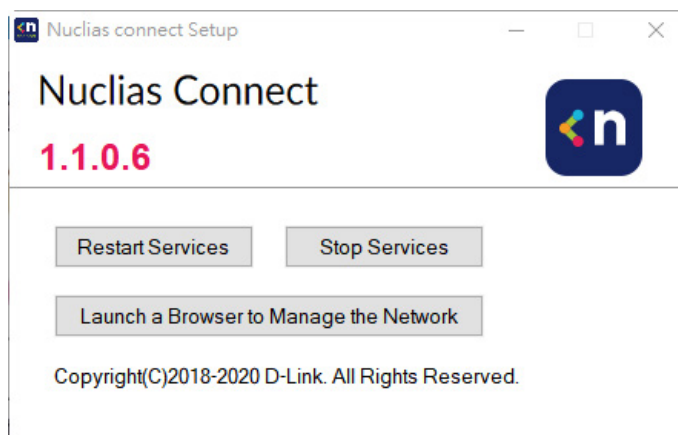 Nuclias connect Setup
Nuclias Connect
n
1.1.0.6
Restart Services
Stop Services
Launch a Browser to Manage the Network
Copyright(C)2018-2020 D-Link. All Rights Reserved.